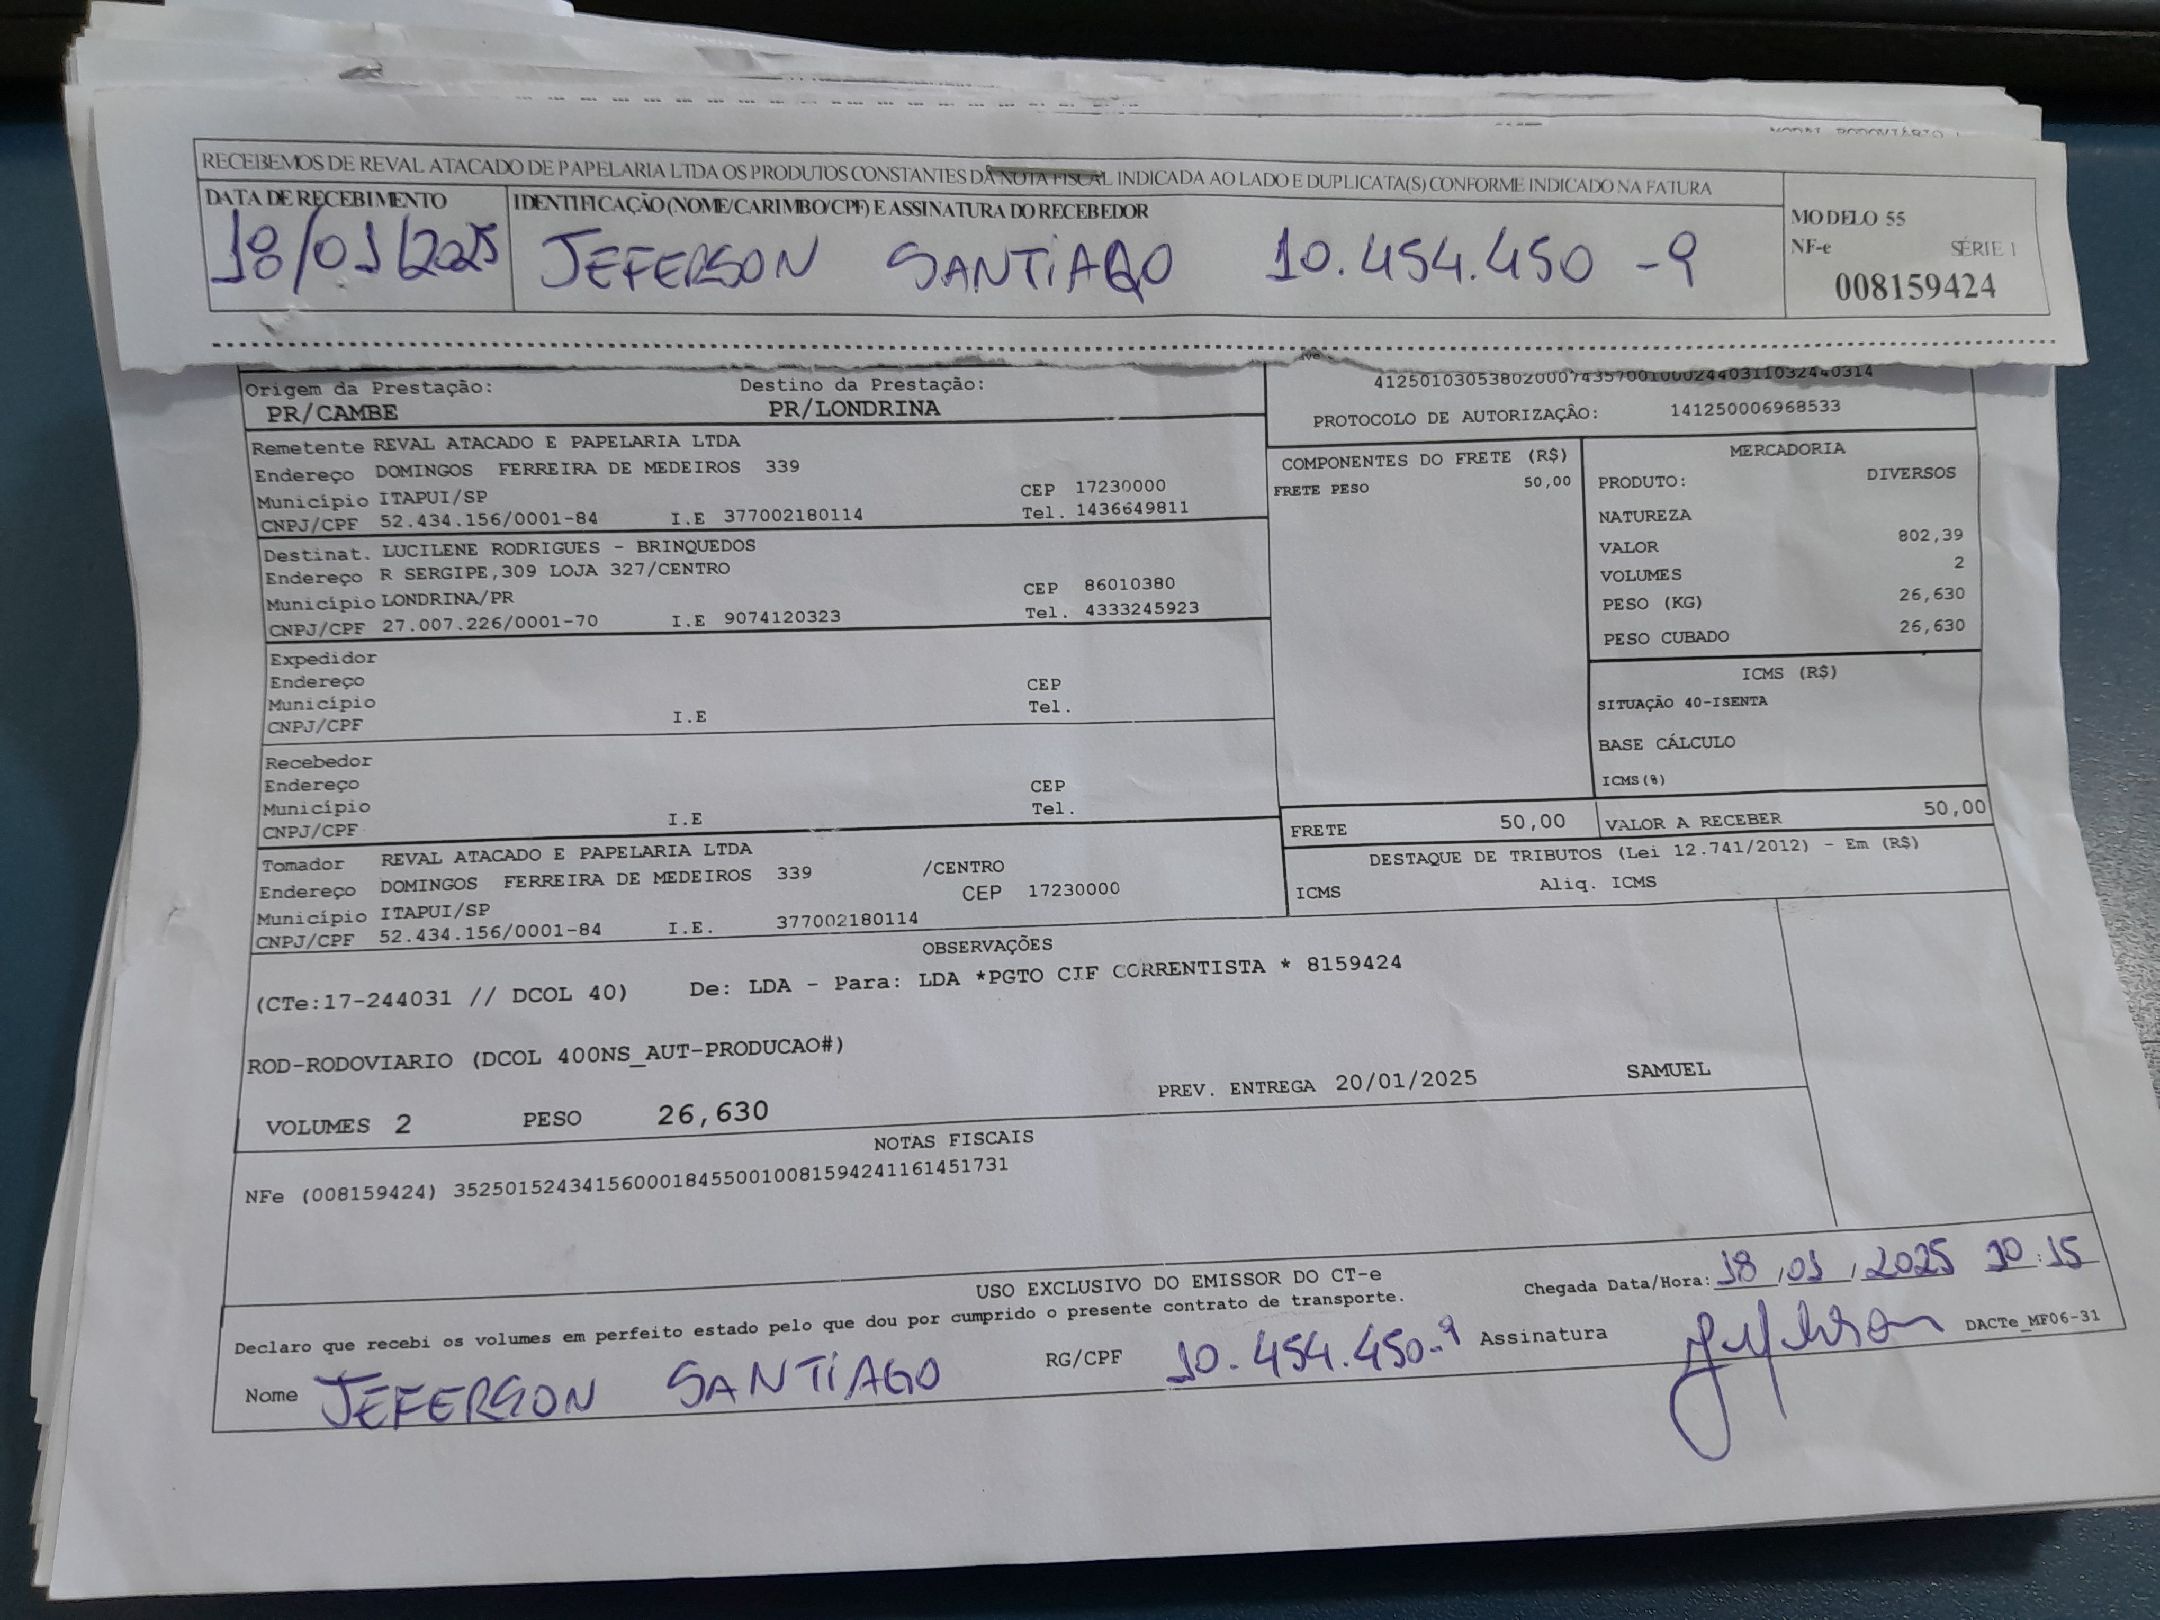 RECEBEMOS DE REVAL ATACADO DE PAPELARIA LTDA OS PRODUTOS CONSTANTES DA NOTA FISCAL INDICADA AO LADO E DUPLICATA(S) CONFORME INDICADO NA FATURA
DATA DE RECEBIMENTO
18/01/2025
IDENTIFICAÇÃO (NOME/CARIMBO/CPF) E ASSINATURA DO RECEBEDOR
JEFERSON SANTIAGO 10.454.450-9
MODELO 55
NF-e SÉRIE 1
008159424
Origem da Prestação: Destino da Prestação:
PR/CAMBE PR/LONDRINA
PROTOCOLO DE AUTORIZAÇÃO: 141250006968533
Remetente REVAL ATACADO E PAPELARIA LTDA
Endereço DOMINGOS FERREIRA DE MEDEIROS 339
Município ITAPUI/SP CEP 17230000
CNPJ/CPF 52.434.156/0001-84 I.E 377002180114 Tel. 1436649811
Destinat. LUCILENE RODRIGUES - BRINQUEDOS
Endereço R SERGIPE,309 LOJA 327/CENTRO
Município LONDRINA/PR CEP 86010380
CNPJ/CPF 27.007.226/0001-70 I.E 9074120323 Tel. 4333245923
Expedidor
Endereço
Município CEP
CNPJ/CPF I.E Tel.
Recebedor
Endereço
Município CEP
CNPJ/CPF I.E Tel.
Tomador REVAL ATACADO E PAPELARIA LTDA
Endereço DOMINGOS FERREIRA DE MEDEIROS 339 /CENTRO
Município ITAPUI/SP CEP 17230000
CNPJ/CPF 52.434.156/0001-84 I.E. 377002180114
COMPONENTES DO FRETE (R$)
FRETE PESO 50,00
MERCADORIA
PRODUTO: DIVERSOS
NATUREZA
VALOR 802,39
VOLUMES 2
PESO (KG) 26,630
PESO CUBADO 26,630
ICMS (R$)
SITUAÇÃO 40-ISENTA
BASE CÁLCULO
ICMS(%)
FRETE 50,00 VALOR A RECEBER 50,00
DESTAQUE DE TRIBUTOS (Lei 12.741/2012) - Em (R$)
ICMS Aliq. ICMS
OBSERVAÇÕES
(CTe:17-244031 // DCOL 40) De: LDA - Para: LDA *PGTO CIF CORRENTISTA * 8159424
ROD-RODOVIARIO (DCOL 400NS_AUT-PRODUCAO#)
VOLUMES 2 PESO 26,630 PREV. ENTREGA 20/01/2025 SAMUEL
NOTAS FISCAIS
NFe (008159424) 35250152434156000184550010081594241161451731
USO EXCLUSIVO DO EMISSOR DO CT-e
Chegada Data/Hora: 18/01/2025 10:15
Declaro que recebi os volumes em perfeito estado pelo que dou por cumprido o presente contrato de transporte.
Nome JEFERSON SANTIAGO RG/CPF 10.454.450-9 Assinatura Jeferson DACTe_MF06-31